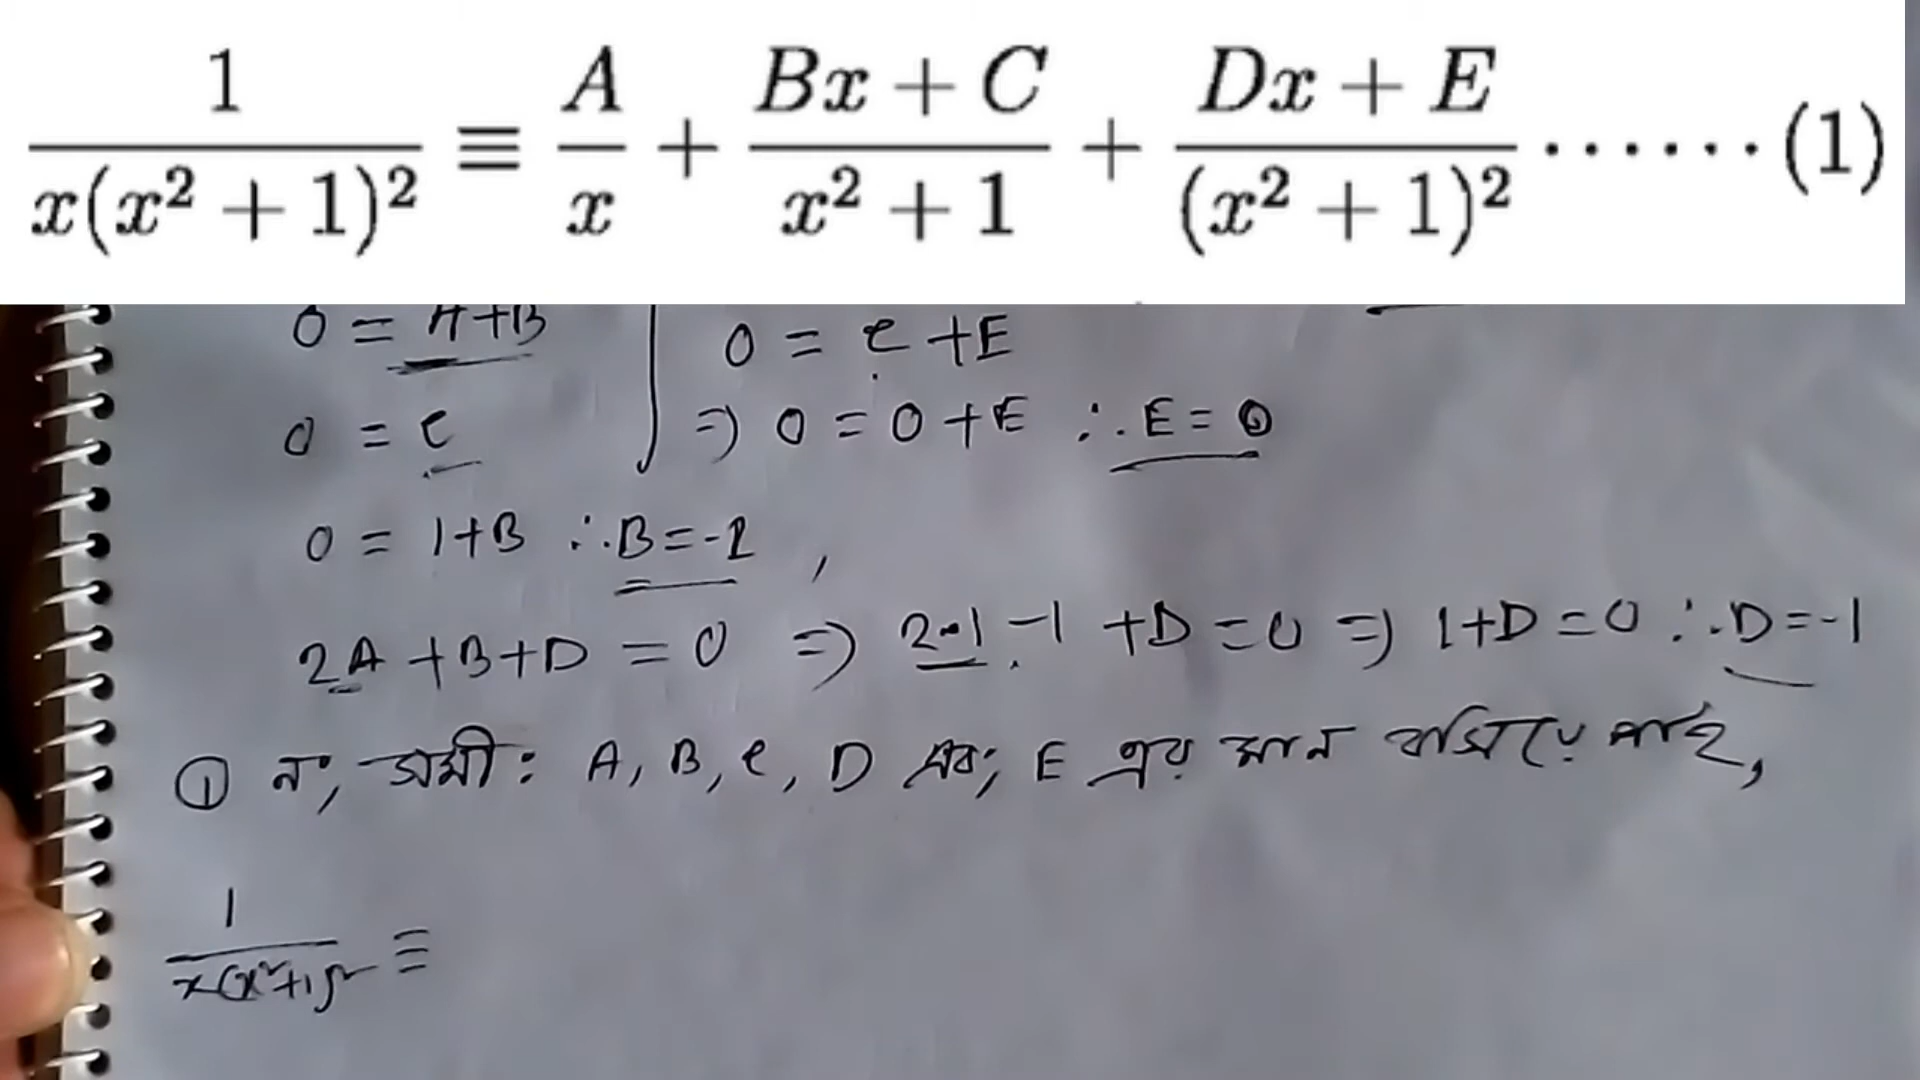 1/(x(x² + 1)²) ≡ A/x + (Bx + C)/(x² + 1) + (Dx + E)/((x² + 1)²) ⋯⋯ (1)
0 = A+B
0 = c + E
0 = c
=> 0 = 0 + E ∴ E = 0
0 = 1+B ∴ B = -1,
2A + B + D = 0 => 2·1 - 1 + D = 0 => 1 + D = 0 ∴ D = -1
① নং সমী: A, B, c, D এবং E এর মান বসিয়ে পাই,
1/(x(x²+1)²) ≡